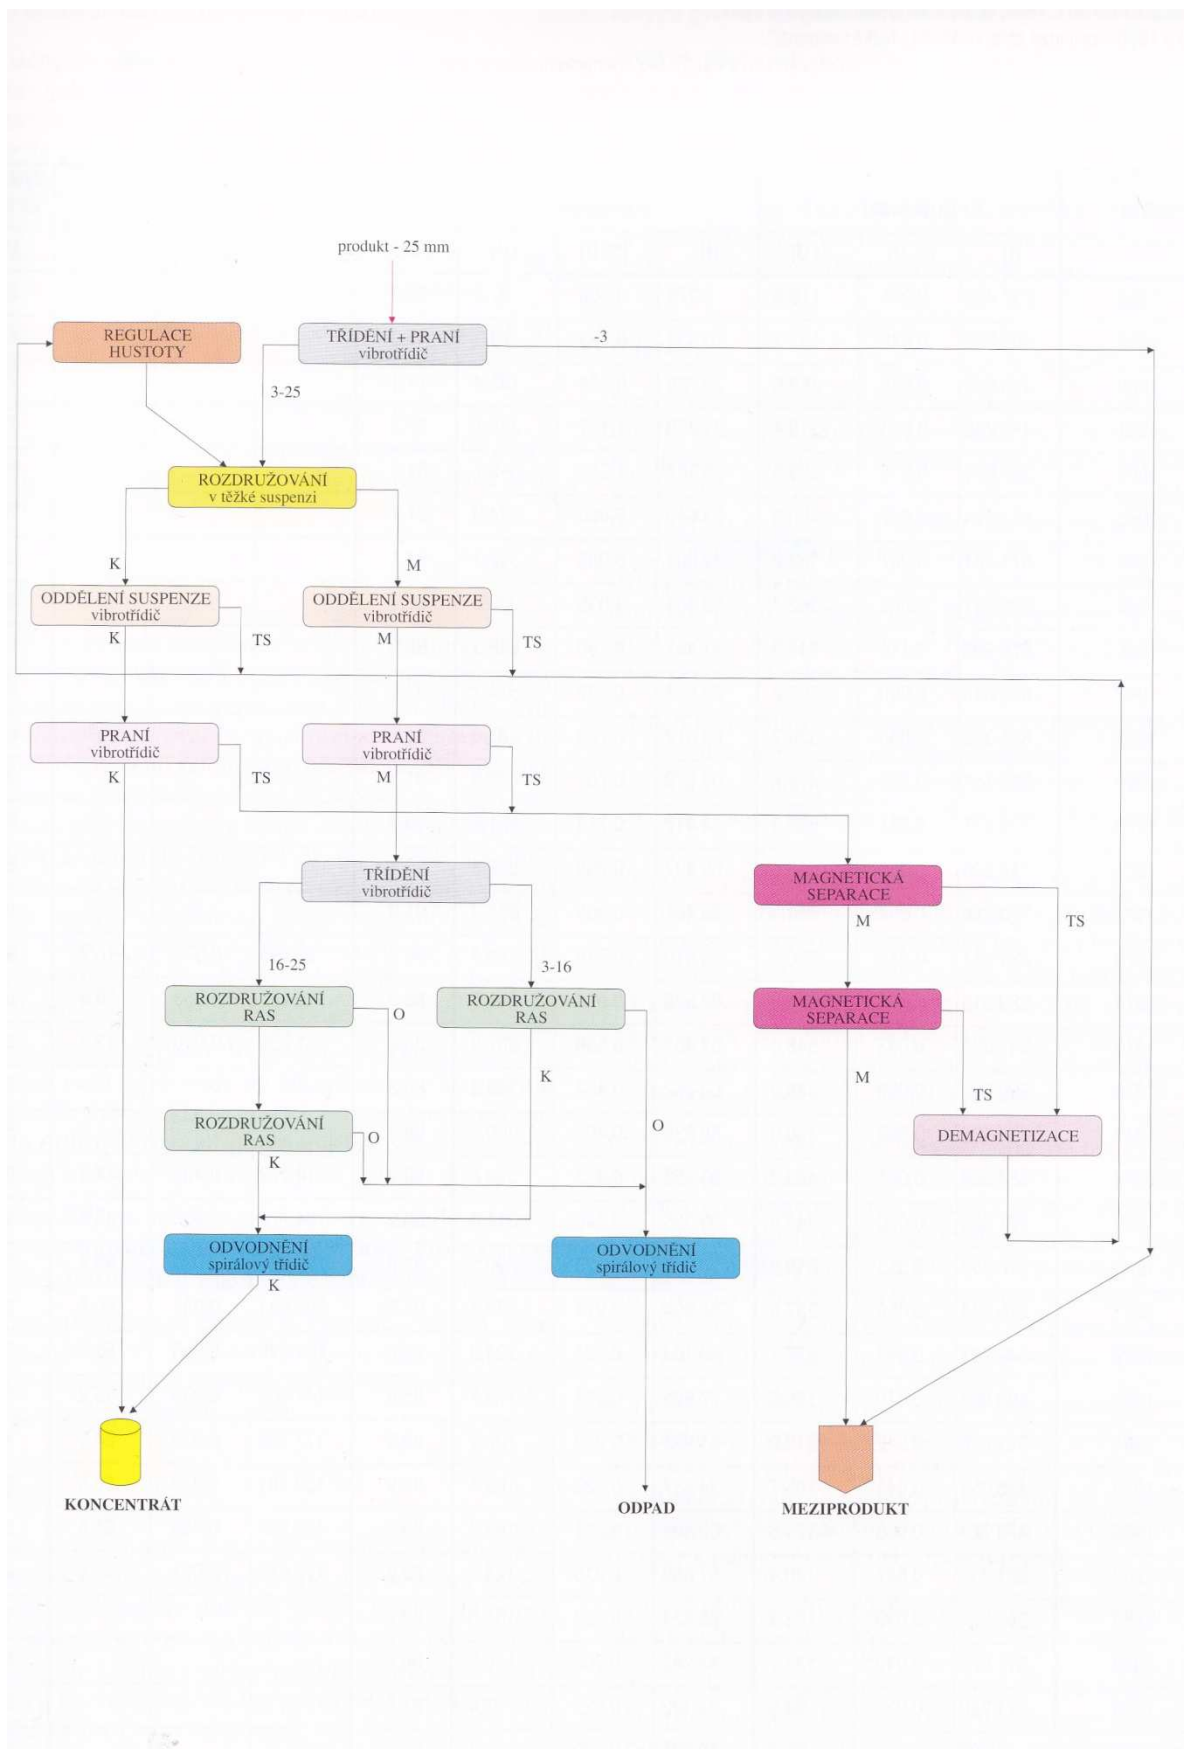 produkt - 25 mm
REGULACE
HUSTOTY
TŘÍDĚNÍ + PRANÍ
vibrotřídič
-3
3-25
ROZDRUŽOVÁNÍ
v těžké suspenzi
K
M
ODDĚLENÍ SUSPENZE
vibrotřídič
ODDĚLENÍ SUSPENZE
vibrotřídič
K
TS
M
TS
PRANÍ
vibrotřídič
PRANÍ
vibrotřídič
K
TS
M
TS
TŘÍDĚNÍ
vibrotřídič
MAGNETICKÁ
SEPARACE
M
TS
16-25
3-16
ROZDRUŽOVÁNÍ
RAS
O
ROZDRUŽOVÁNÍ
RAS
MAGNETICKÁ
SEPARACE
K
M
TS
ROZDRUŽOVÁNÍ
RAS
O
O
DEMAGNETIZACE
K
ODVODNĚNÍ
spirálový třídič
ODVODNĚNÍ
spirálový třídič
K
KONCENTRÁT
ODPAD
MEZIPRODUKT